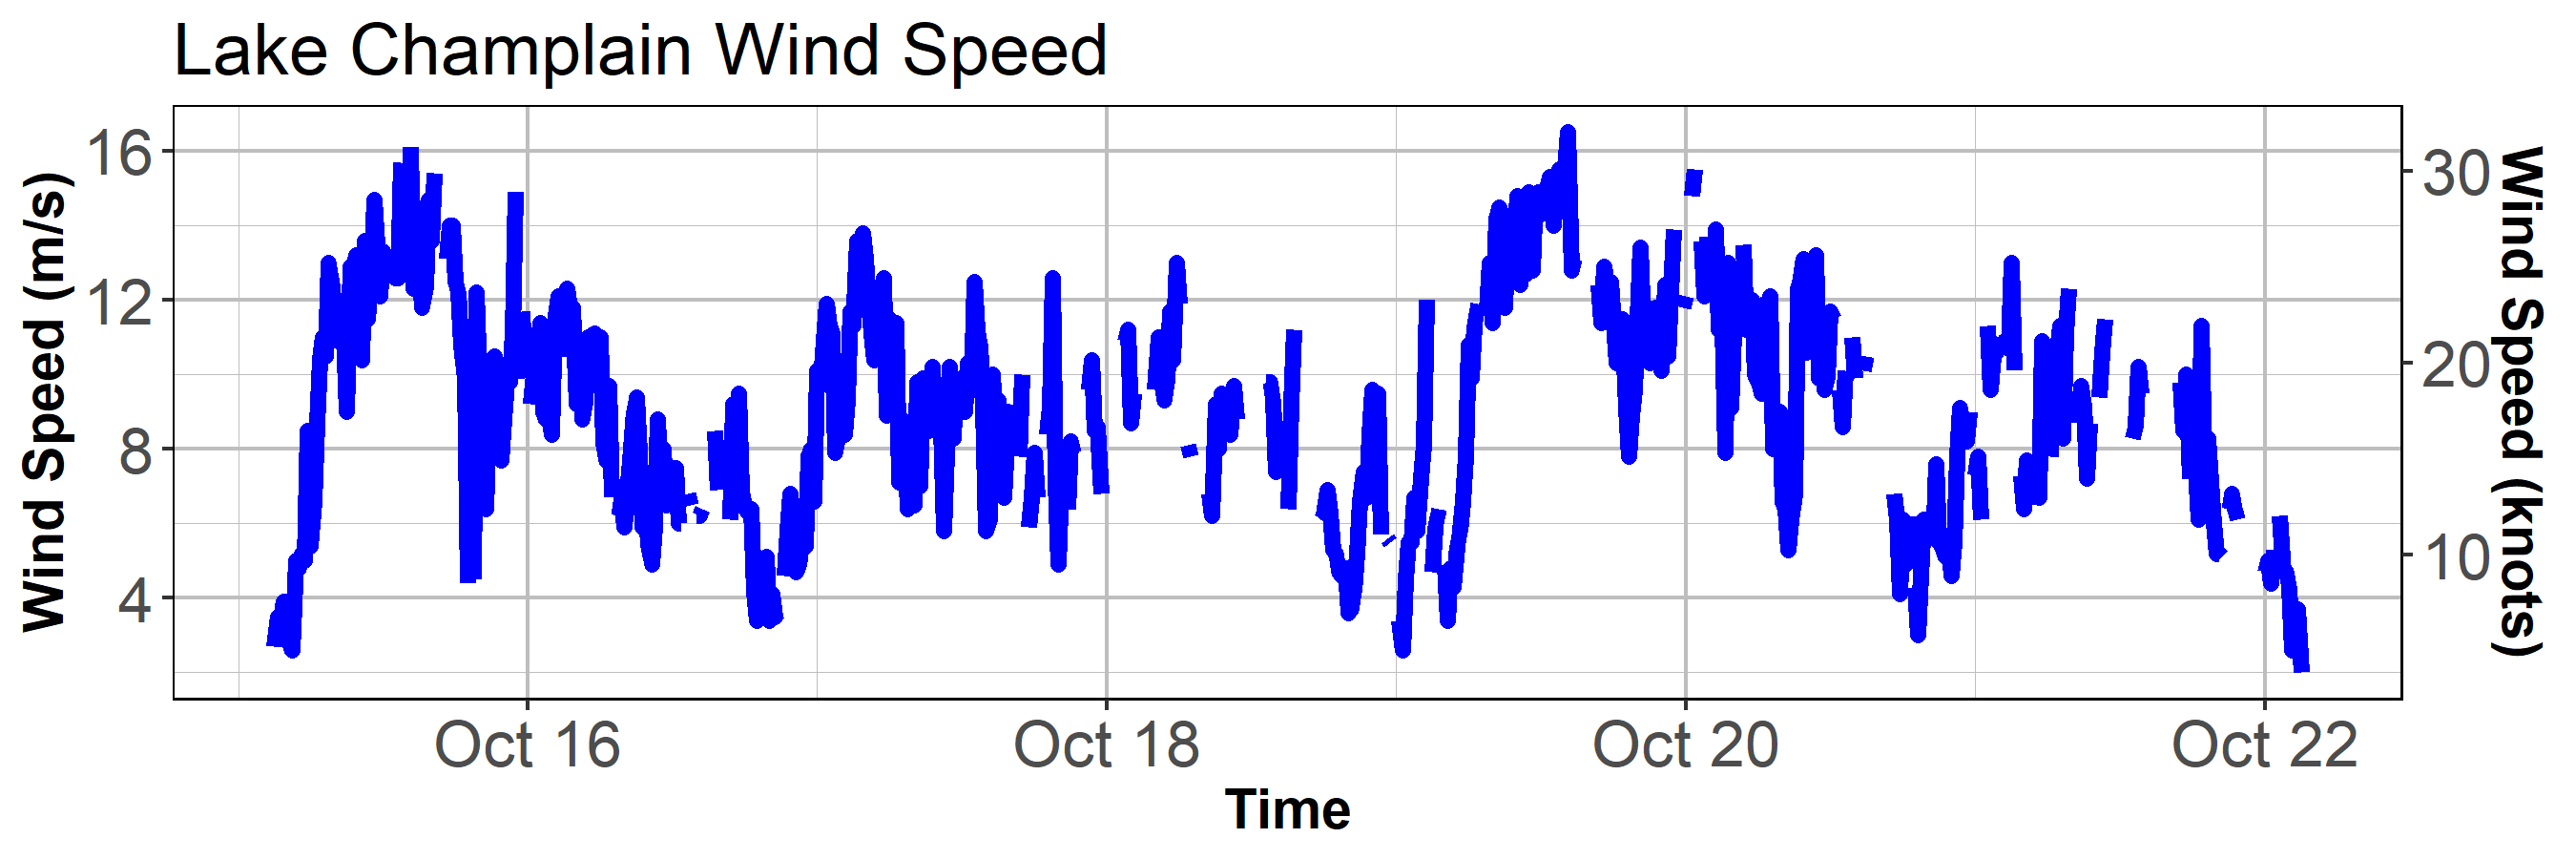 Lake Champlain Wind Speed
Wind Speed (m/s)
16
12
8
4
30
20
10
Wind Speed (knots)
Oct 16
Oct 18
Oct 20
Oct 22
Time